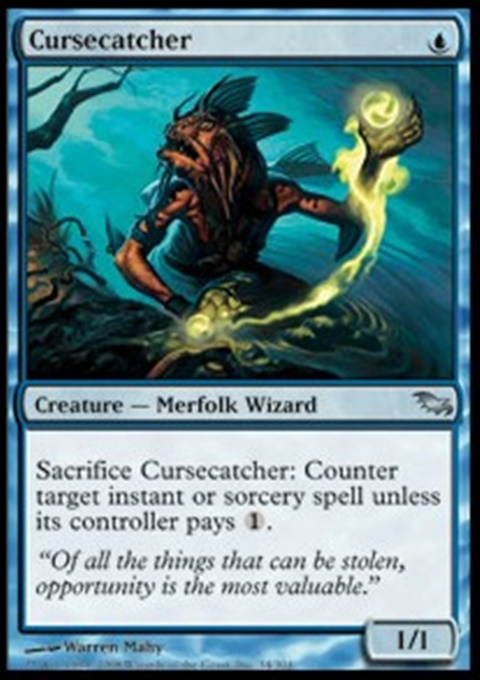 Cursecatcher
Creature — Merfolk Wizard
Sacrifice Cursecatcher: Counter
target instant or sorcery spell unless
its controller pays 1.
“Of all the things that can be stolen,
opportunity is the most valuable.”
1/1
Warren Mahy